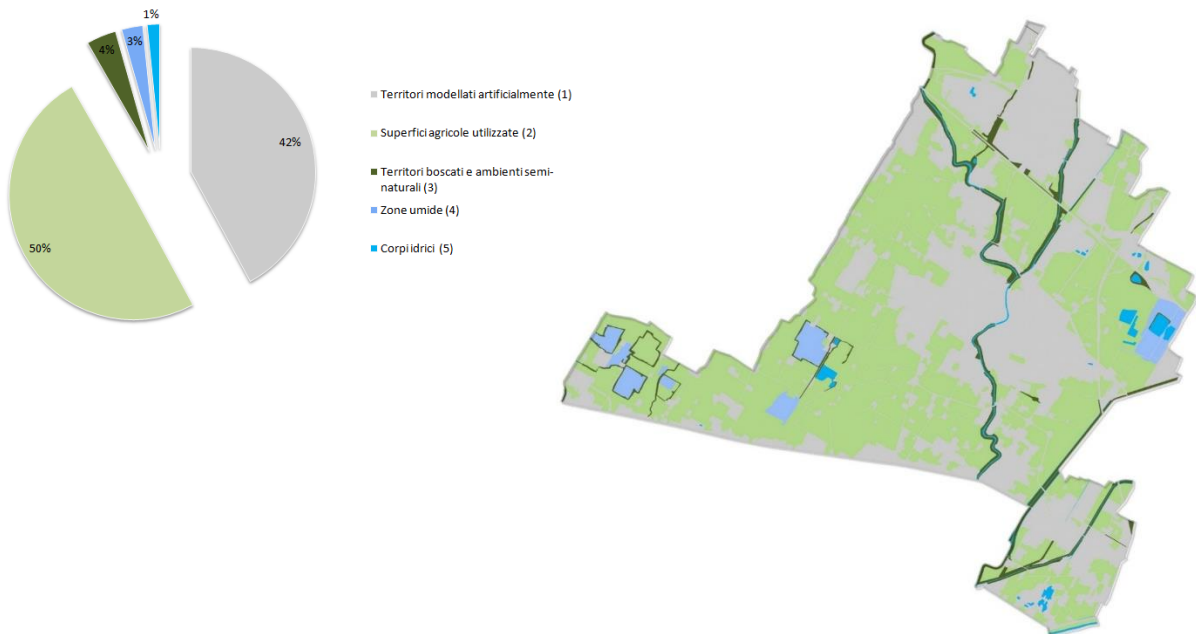 1%
4%
3%
42%
50%
Territori modellati artificialmente (1)
Superfici agricole utilizzate (2)
Territori boscati e ambienti semi-
naturali (3)
Zone umide (4)
Corpi idrici (5)